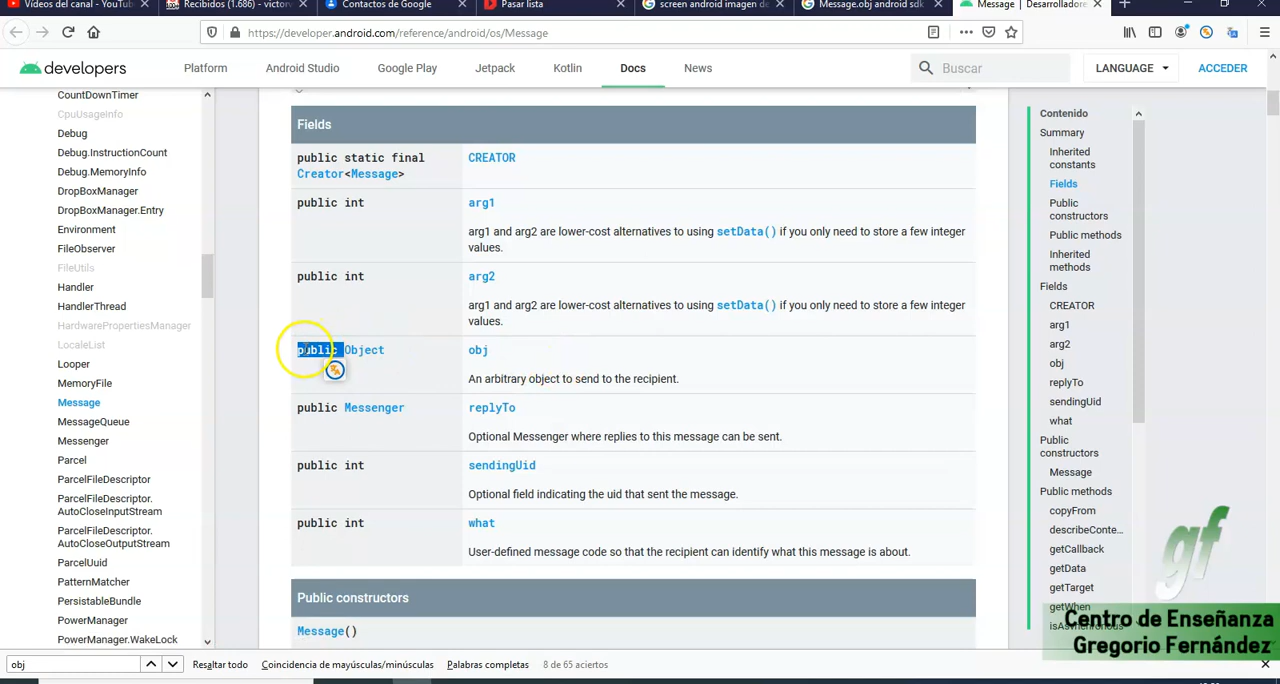 Vídeos del canal - YouTub
Recibidos (1.686) - victorv
Contactos de Google
Pasar lista
screen android imagen de
Message.obj android sdk
Message | Desarrolladore
https://developer.android.com/reference/android/os/Message
developers
Platform
Android Studio
Google Play
Jetpack
Kotlin
Docs
News
Buscar
LANGUAGE
ACCEDER
CountDownTimer
CpuUsageInfo
Debug
Debug.InstructionCount
Debug.MemoryInfo
DropBoxManager
DropBoxManager.Entry
Environment
FileObserver
FileUtils
Handler
HandlerThread
HardwarePropertiesManager
LocaleList
Looper
MemoryFile
Message
MessageQueue
Messenger
Parcel
ParcelFileDescriptor
ParcelFileDescriptor.
AutoCloseInputStream
ParcelFileDescriptor.
AutoCloseOutputStream
ParcelUuid
PatternMatcher
PersistableBundle
PowerManager
PowerManager.WakeLock
Fields
public static final
Creator<Message>
CREATOR
public int
arg1
arg1 and arg2 are lower-cost alternatives to using setData() if you only need to store a few integer
values.
public int
arg2
arg1 and arg2 are lower-cost alternatives to using setData() if you only need to store a few integer
values.
public Object
obj
An arbitrary object to send to the recipient.
public Messenger
replyTo
Optional Messenger where replies to this message can be sent.
public int
sendingUid
Optional field indicating the uid that sent the message.
public int
what
User-defined message code so that the recipient can identify what this message is about.
Public constructors
Message()
Contenido
Summary
Inherited
constants
Fields
Public
constructors
Public methods
Inherited
methods
Fields
CREATOR
arg1
arg2
obj
replyTo
sendingUid
what
Public
constructors
Message
Public methods
copyFrom
describeConte...
getCallback
getData
getTarget
getWhen
isAsynchronous
gf
Centro de Enseñanza
Gregorio Fernández
obj
Resaltar todo
Coincidencia de mayúsculas/minúsculas
Palabras completas
8 de 65 aciertos